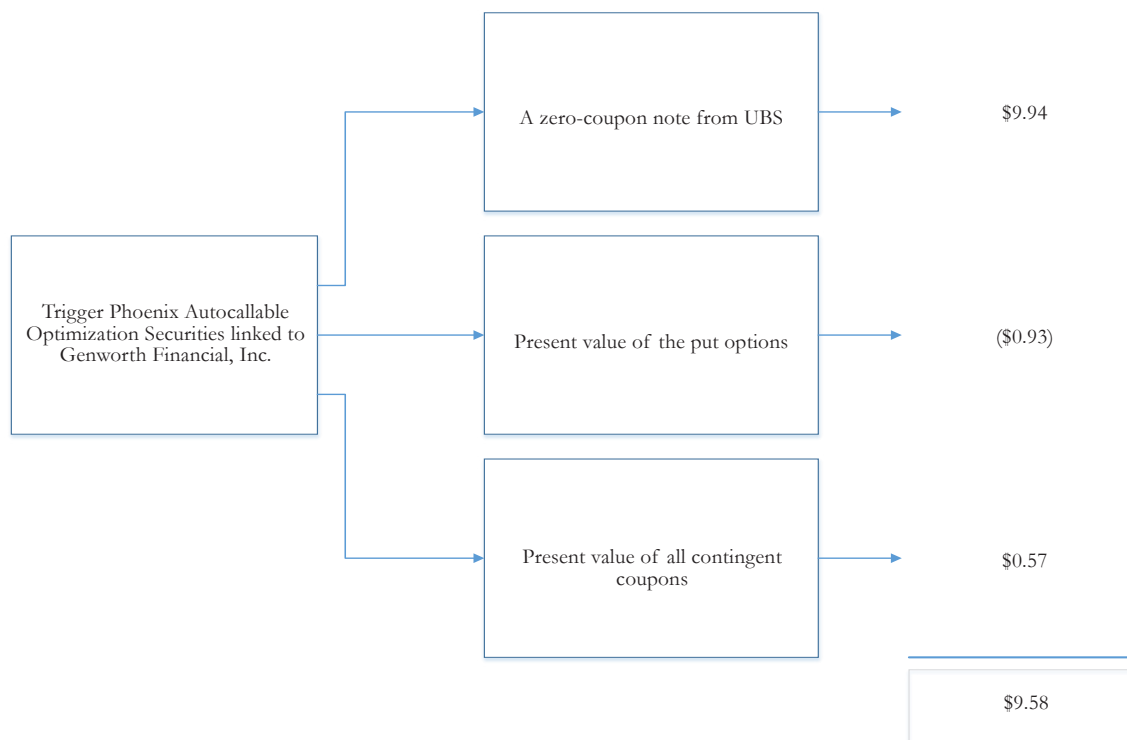 A zero-coupon note from UBS
$9.94
Trigger Phoenix Autocallable
Optimization Securities linked to
Genworth Financial, Inc.
Present value of the put options
($0.93)
Present value of all contingent
coupons
$0.57
$9.58